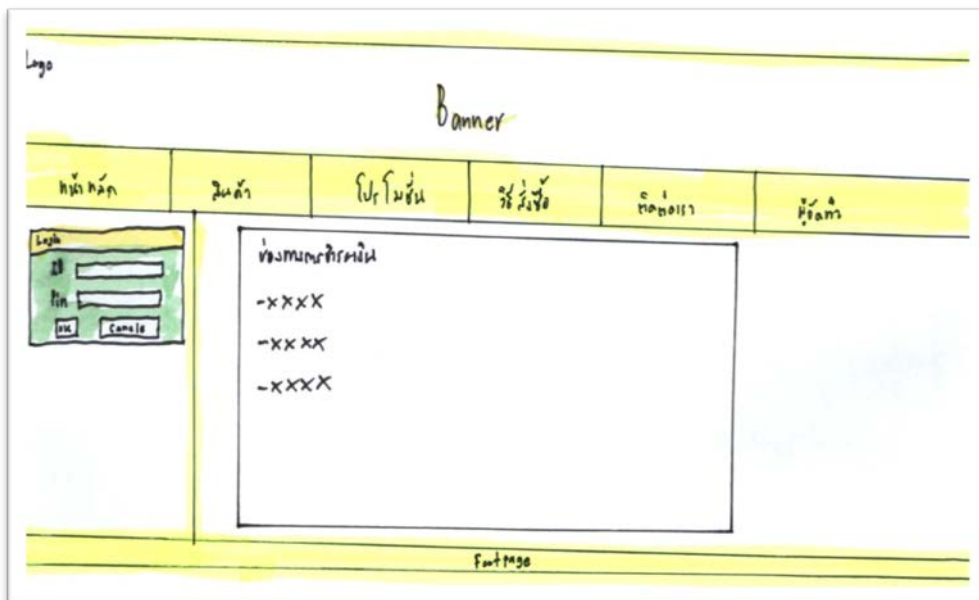 Logo
Banner
หน้าหลัก สินค้า โปรโมชั่น วิธีสั่งซื้อ ติดต่อเรา ผู้จัดทำ
Login
ID
Pin
OK Cancle
ช่องทางการชำระเงิน
-xxxx
-xxxx
-xxxx
Footpage